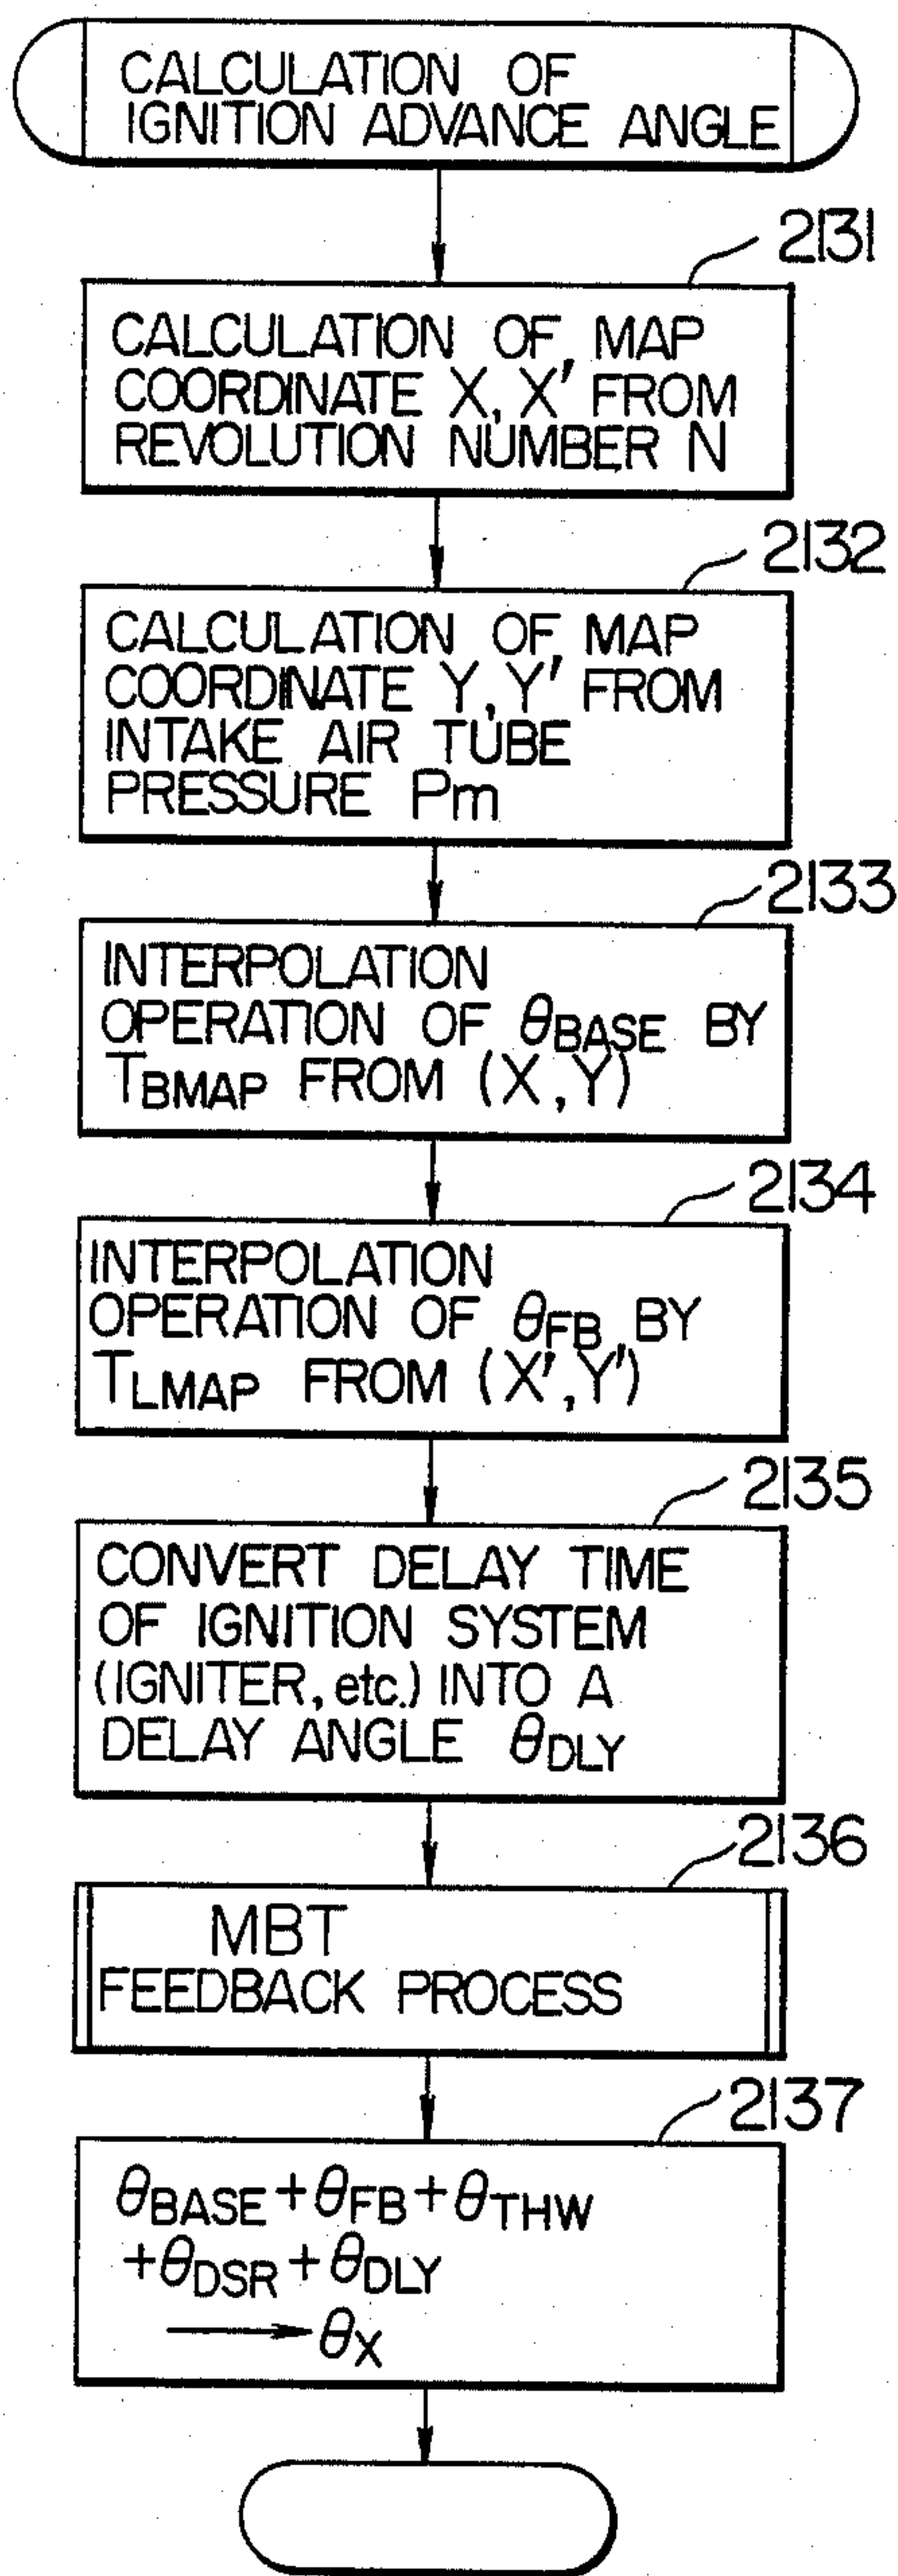 CALCULATION OF
IGNITION ADVANCE ANGLE
2131
CALCULATION OF MAP
COORDINATE X, X' FROM
REVOLUTION NUMBER N
2132
CALCULATION OF MAP
COORDINATE Y, Y' FROM
INTAKE AIR TUBE
PRESSURE Pm
2133
INTERPOLATION
OPERATION OF θBASE BY
TBMAP FROM (X, Y)
2134
INTERPOLATION
OPERATION OF θFB BY
TLMAP FROM (X', Y')
2135
CONVERT DELAY TIME
OF IGNITION SYSTEM
(IGNITER, etc.) INTO A
DELAY ANGLE θDLY
2136
MBT
FEEDBACK PROCESS
2137
θBASE + θFB + θTHW
+ θDSR + θDLY
→ θX